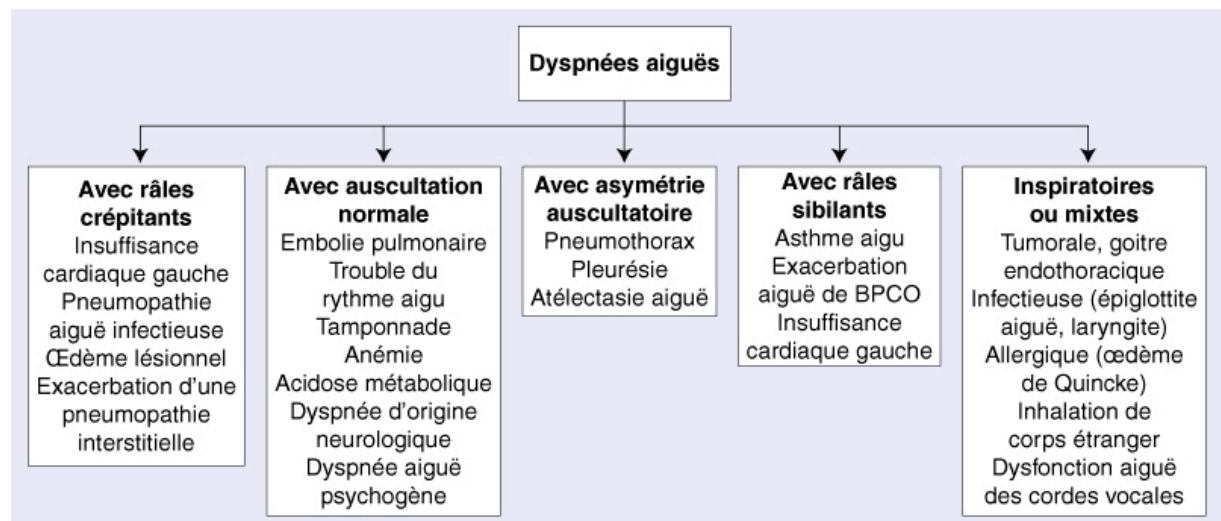 Dyspnées aiguës
Avec râles
crépitants
Insuffisance
cardiaque gauche
Pneumopathie
aiguë infectieuse
Œdème lésionnel
Exacerbation d’une
pneumopathie
interstitielle
Avec auscultation
normale
Embolie pulmonaire
Trouble du
rythme aigu
Tamponnade
Anémie
Acidose métabolique
Dyspnée d’origine
neurologique
Dyspnée aiguë
psychogène
Avec asymétrie
auscultatoire
Pneumothorax
Pleurésie
Atélectasie aiguë
Avec râles
sibilants
Asthme aigu
Exacerbation
aiguë de BPCO
Insuffisance
cardiaque gauche
Inspiratoires
ou mixtes
Tumorale, goitre
endothoracique
Infectieuse (épiglottite
aiguë, laryngite)
Allergique (œdème
de Quincke)
Inhalation de
corps étranger
Dysfonction aiguë
des cordes vocales